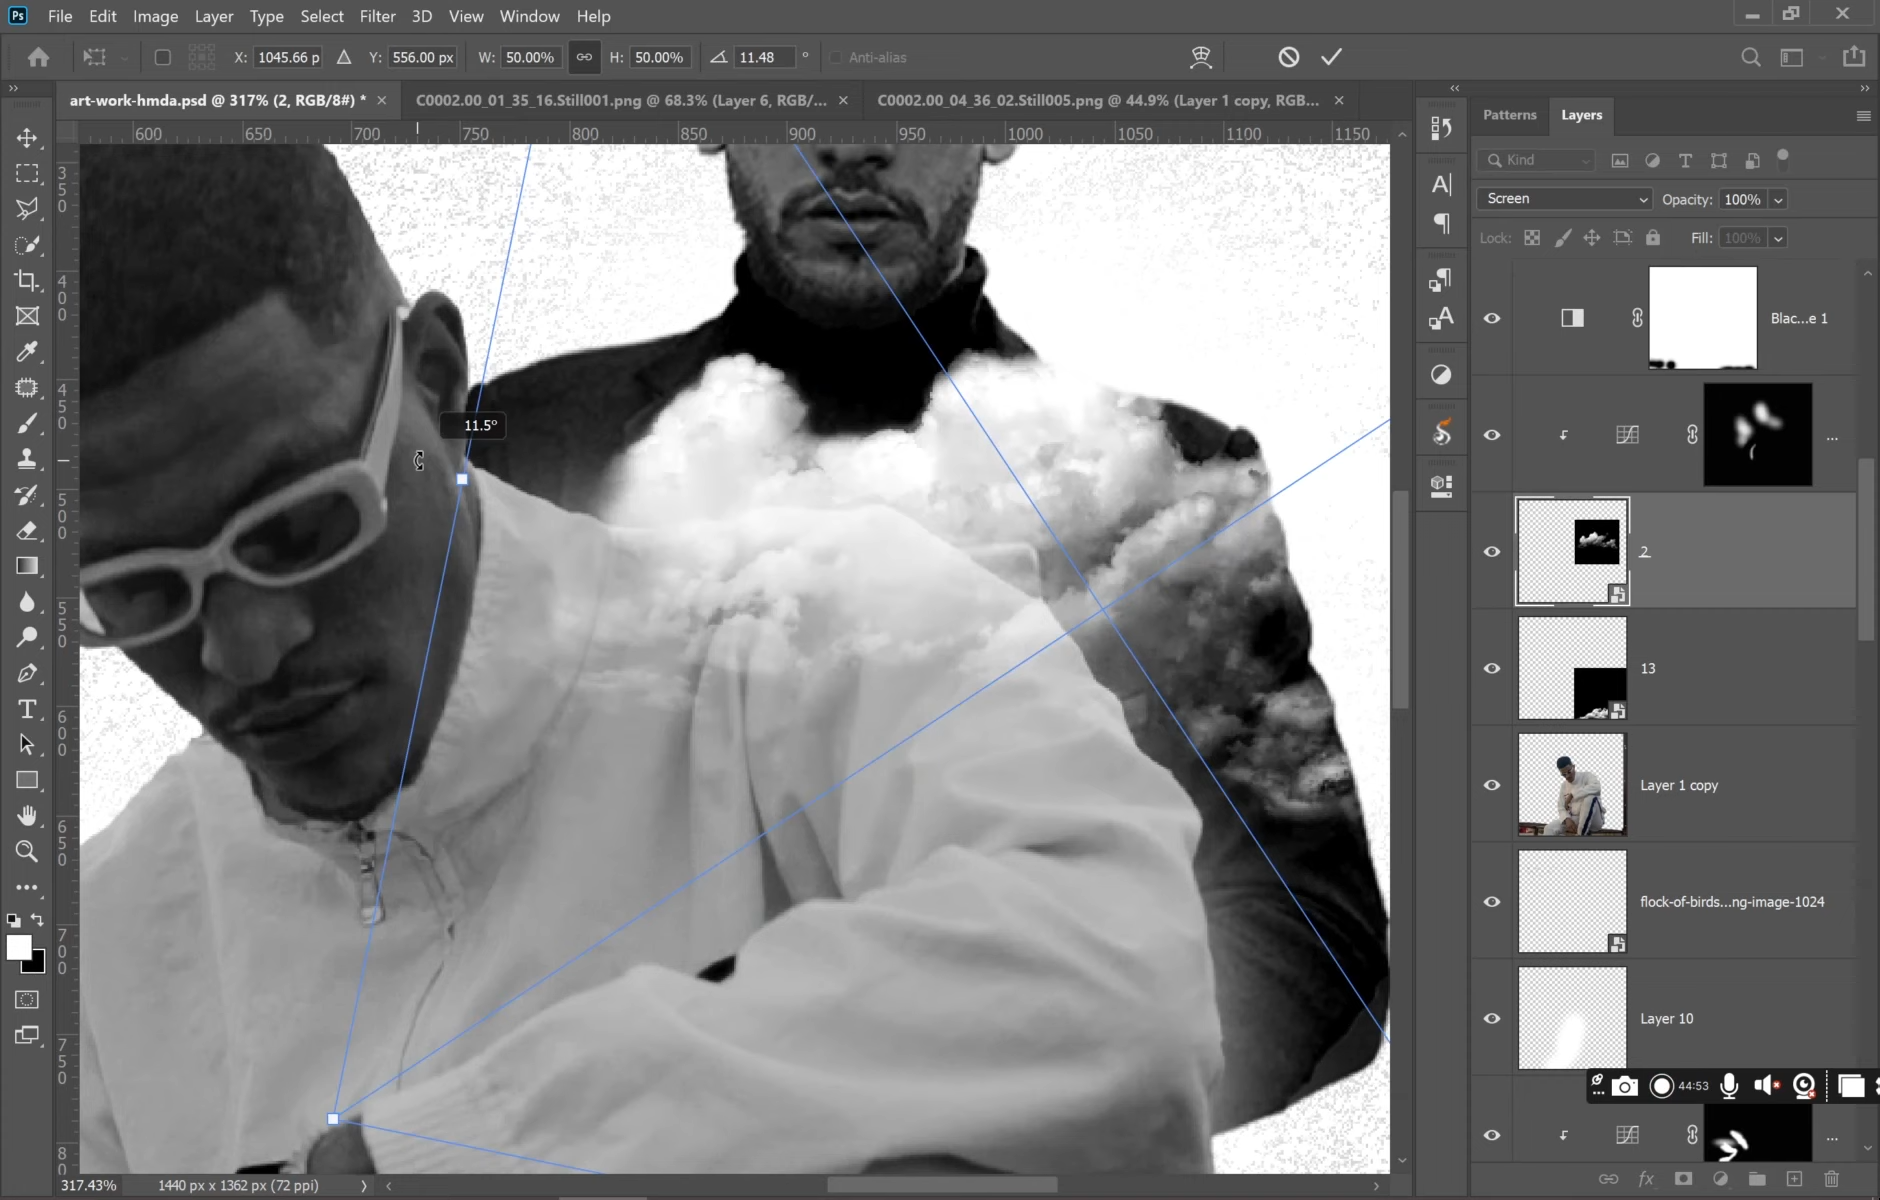 Ps File Edit Image Layer Type Select Filter 3D View Window Help
X: 1045.66 p Y: 556.00 px W: 50.00% H: 50.00% 11.48 ° Anti-alias
art-work-hmda.psd @ 317% (2, RGB/8#) * × C0002.00_01_35_16.Still001.png @ 68.3% (Layer 6, RGB/... × C0002.00_04_36_02.Still005.png @ 44.9% (Layer 1 copy, RGB... ×
600 650 700 750 800 850 900 950 1000 1050 1100 1150
350
400
450
500
550
600
650
700
750
80
11.5°
Patterns Layers
Kind
Screen Opacity: 100%
Lock: Fill: 100%
Blac...e 1
...
2
13
Layer 1 copy
flock-of-birds...ng-image-1024
Layer 10
44:53
...
fx
317.43% 1440 px x 1362 px (72 ppi)